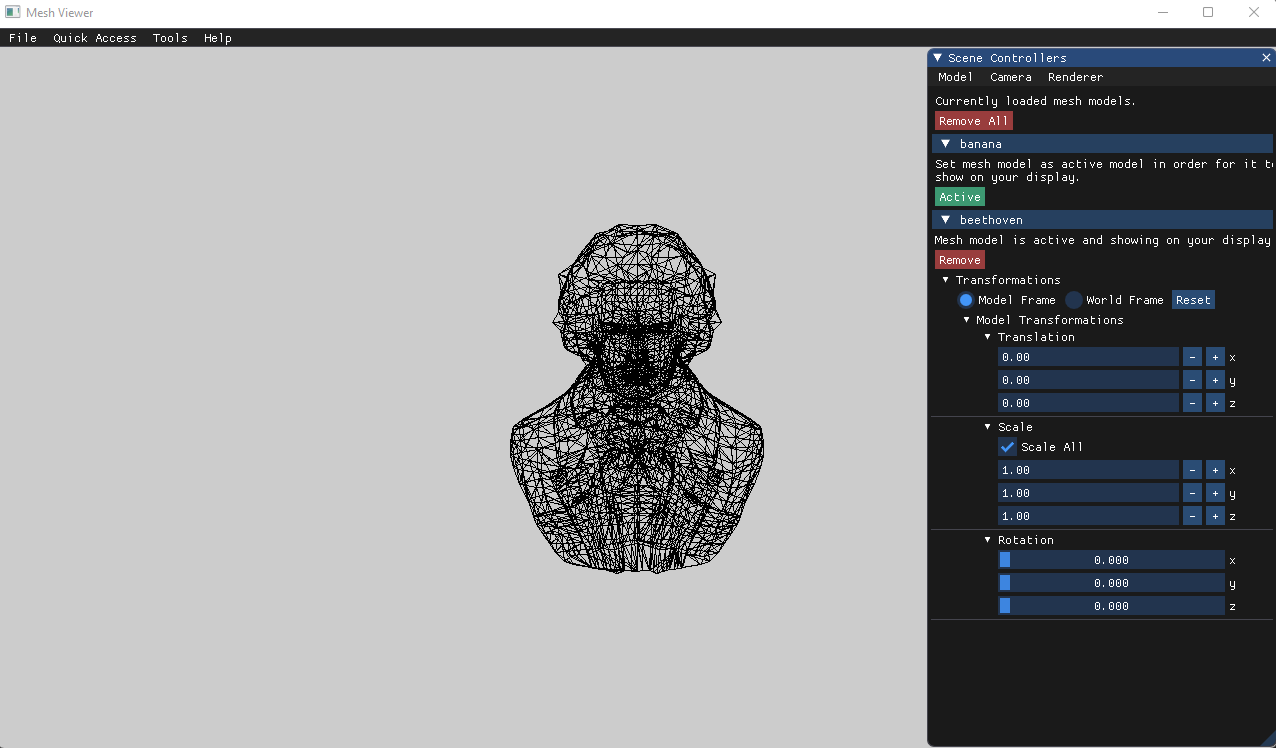 Mesh Viewer
File Quick Access Tools Help
Scene Controllers
Model Camera Renderer
Currently loaded mesh models.
Remove All
banana
Set mesh model as active model in order for it t
show on your display.
Active
beethoven
Mesh model is active and showing on your display
Remove
Transformations
Model Frame World Frame Reset
Model Transformations
Translation
0.00 - + x
0.00 - + y
0.00 - + z
Scale
Scale All
1.00 - + x
1.00 - + y
1.00 - + z
Rotation
0.000 x
0.000 y
0.000 z